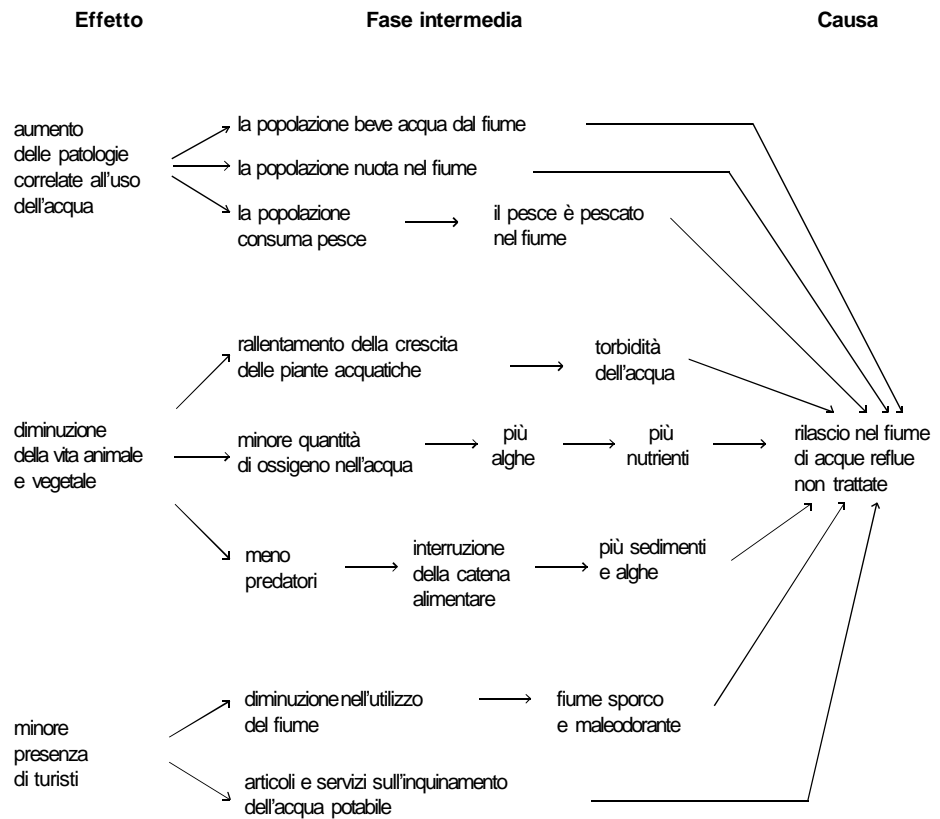 Effetto
Fase intermedia
Causa
aumento
delle patologie
correlate all'uso
dell'acqua
la popolazione beve acqua dal fiume
la popolazione nuota nel fiume
la popolazione
consuma pesce
il pesce è pescato
nel fiume
diminuzione
della vita animale
e vegetale
rallentamento della crescita
delle piante acquatiche
torbidità
dell'acqua
minore quantità
di ossigeno nell'acqua
più
alghe
più
nutrienti
rilascio nel fiume
di acque reflue
non trattate
meno
predatori
interruzione
della catena
alimentare
più sedimenti
e alghe
minore
presenza
di turisti
diminuzione nell'utilizzo
del fiume
fiume sporco
e maleodorante
articoli e servizi sull'inquinamento
dell'acqua potabile